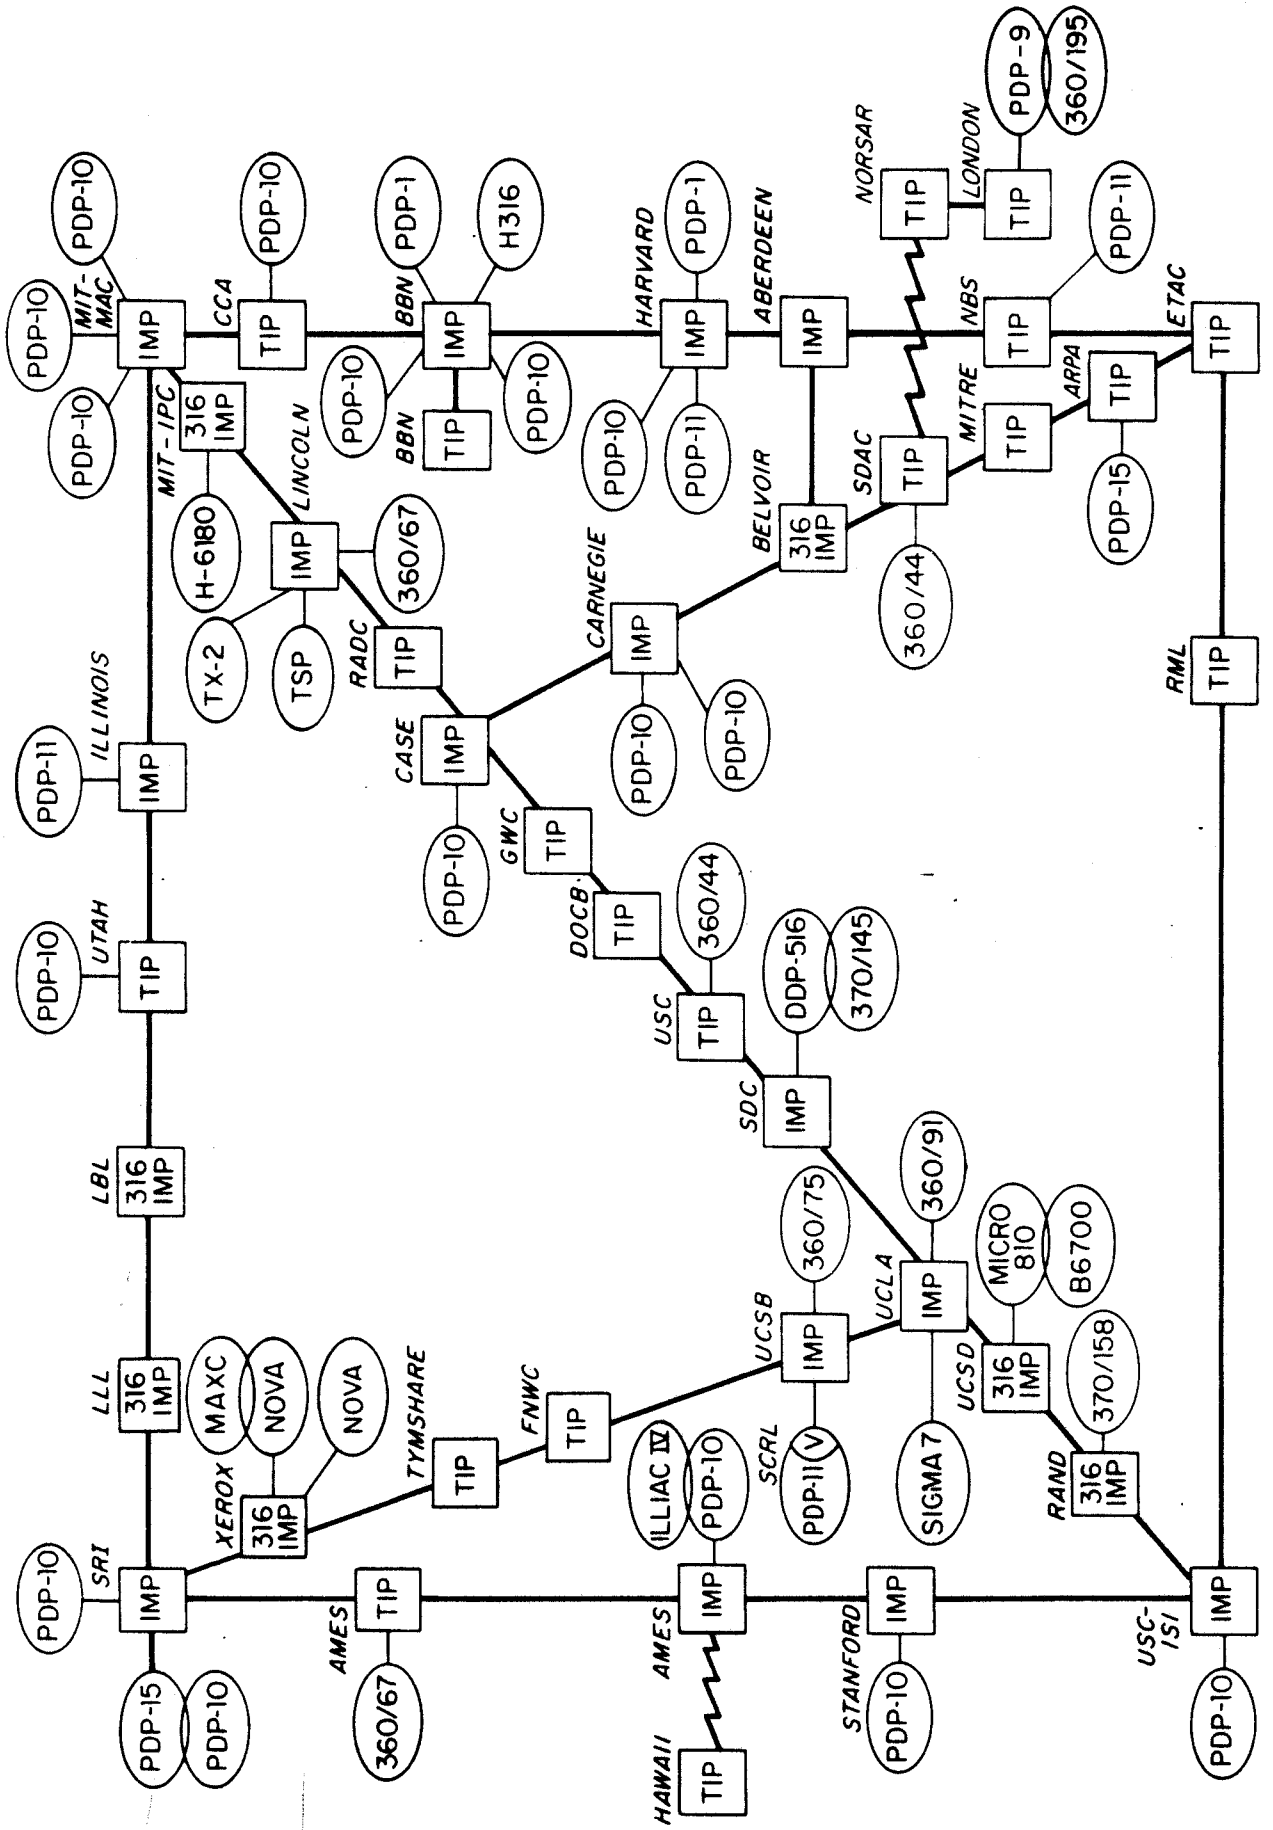 PDP-10
SRI
IMP
PDP-15
PDP-10
LLL
316
IMP
LBL
316
IMP
PDP-10
UTAH
TIP
PDP-11
ILLINOIS
IMP
PDP-10
PDP-10
PDP-10
MIT-
MAC
IMP
XEROX
316
IMP
MAXC
NOVA
NOVA
MIT-IPC
316
IMP
H-6180
CCA
TIP
PDP-10
LINCOLN
IMP
TX-2
TSP
360/67
AMES
TIP
360/67
TYMSHARE
TIP
RADC
TIP
CASE
IMP
PDP-10
BBN
IMP
PDP-1
H316
PDP-10
PDP-10
BBN
TIP
FNWC
TIP
GWC
TIP
DOCB
TIP
CARNEGIE
IMP
PDP-10
PDP-10
HARVARD
IMP
PDP-1
PDP-10
PDP-11
HAWAII
TIP
AMES
IMP
ILLIAC IV
PDP-10
USC
TIP
360/44
SDC
IMP
DDP-516
370/145
UCSB
IMP
360/75
SCRL
PDP-11 V
BELVOIR
316
IMP
ABERDEEN
IMP
STANFORD
IMP
PDP-10
UCLA
IMP
360/91
SIGMA 7
SDAC
TIP
360/44
NORSAR
TIP
LONDON
TIP
PDP-9
360/195
UCSD
316
IMP
MICRO
810
B6700
MITRE
TIP
NBS
TIP
PDP-11
RAND
316
IMP
370/158
ARPA
TIP
PDP-15
USC-
ISI
IMP
PDP-10
RML
TIP
ETAC
TIP